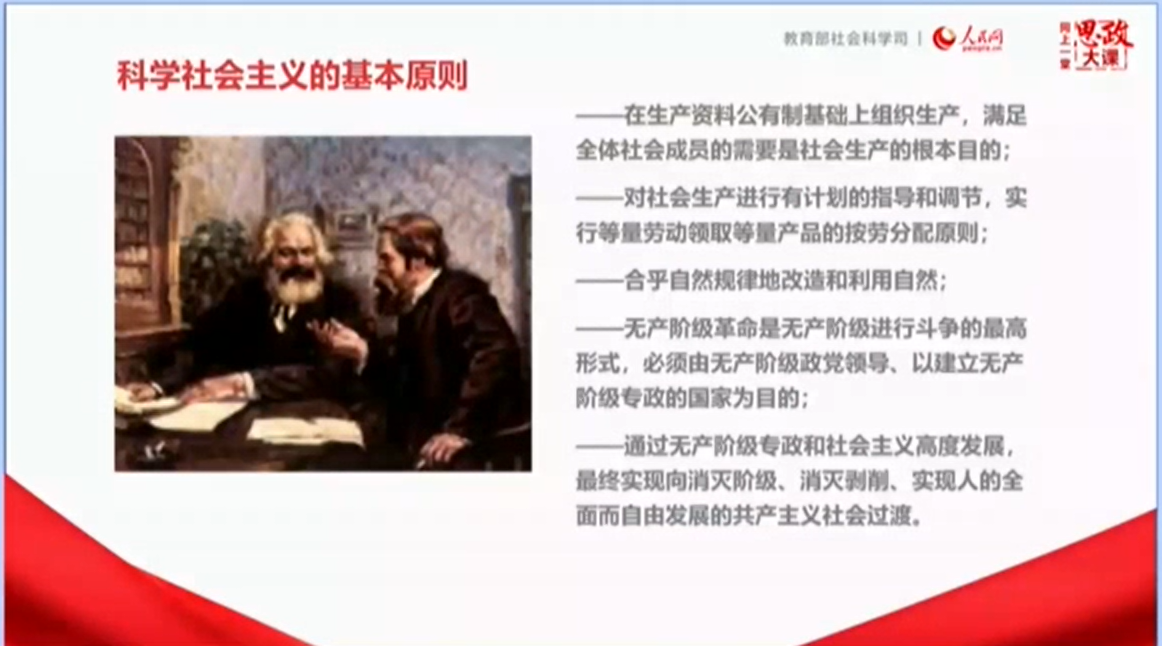 教育部社会科学司 | 人民网
people.cn
网上一堂
思政
大课
科学社会主义的基本原则
——在生产资料公有制基础上组织生产，满足
全体社会成员的需要是社会生产的根本目的；
——对社会生产进行有计划的指导和调节，实
行等量劳动领取等量产品的按劳分配原则；
——合乎自然规律地改造和利用自然；
——无产阶级革命是无产阶级进行斗争的最高
形式，必须由无产阶级政党领导、以建立无产
阶级专政的国家为目的；
——通过无产阶级专政和社会主义高度发展，
最终实现向消灭阶级、消灭剥削、实现人的全
面而自由发展的共产主义社会过渡。